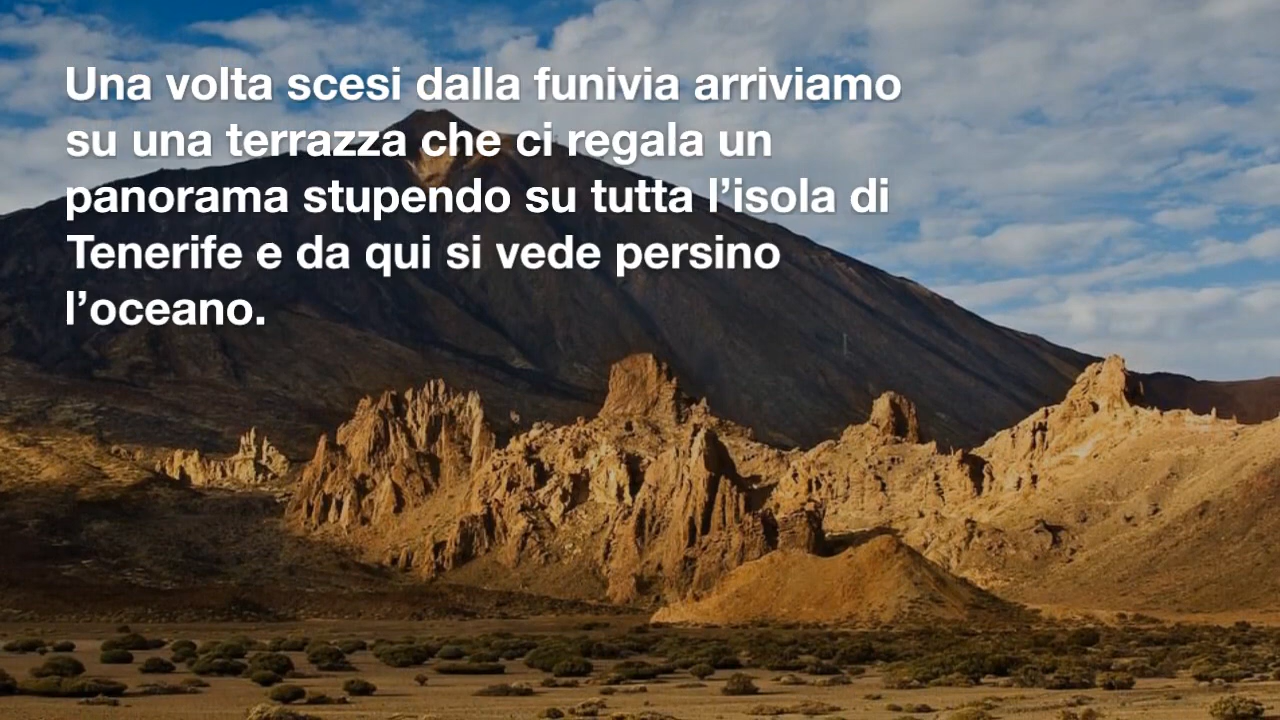 Una volta scesi dalla funivia arriviamo
su una terrazza che ci regala un
panorama stupendo su tutta l’isola di
Tenerife e da qui si vede persino
l’oceano.